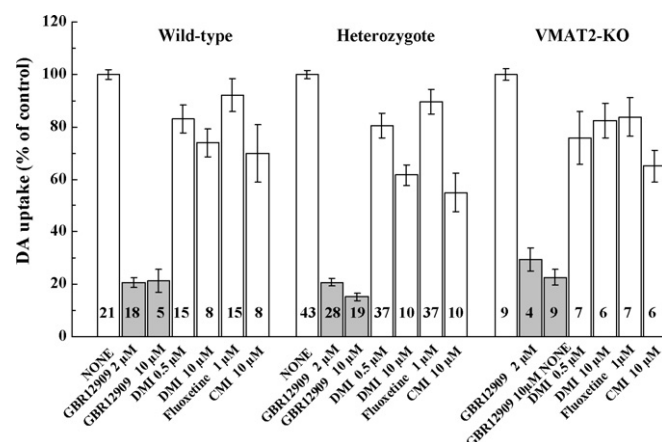 Wild-type
Heterozygote
VMAT2-KO
DA uptake (% of control)
120
100
80
60
40
20
0
21 18 5 15 8 15 8
43 28 19 37 10 37 10
9 4 9 7 6 7 6
NONE
GBR12909 2 µM
GBR12909 10 µM
DMI 0.5 µM
DMI 10 µM
Fluoxetine 1 µM
CMI 10 µM
NONE
GBR12909 2 µM
GBR12909 10 µM
DMI 0.5 µM
DMI 10 µM
Fluoxetine 1 µM
CMI 10 µM
GBR12909 2 µM
GBR12909 10µM NONE
DMI 0.5 µM
DMI 10 µM
Fluoxetine 1µM
CMI 10 µM